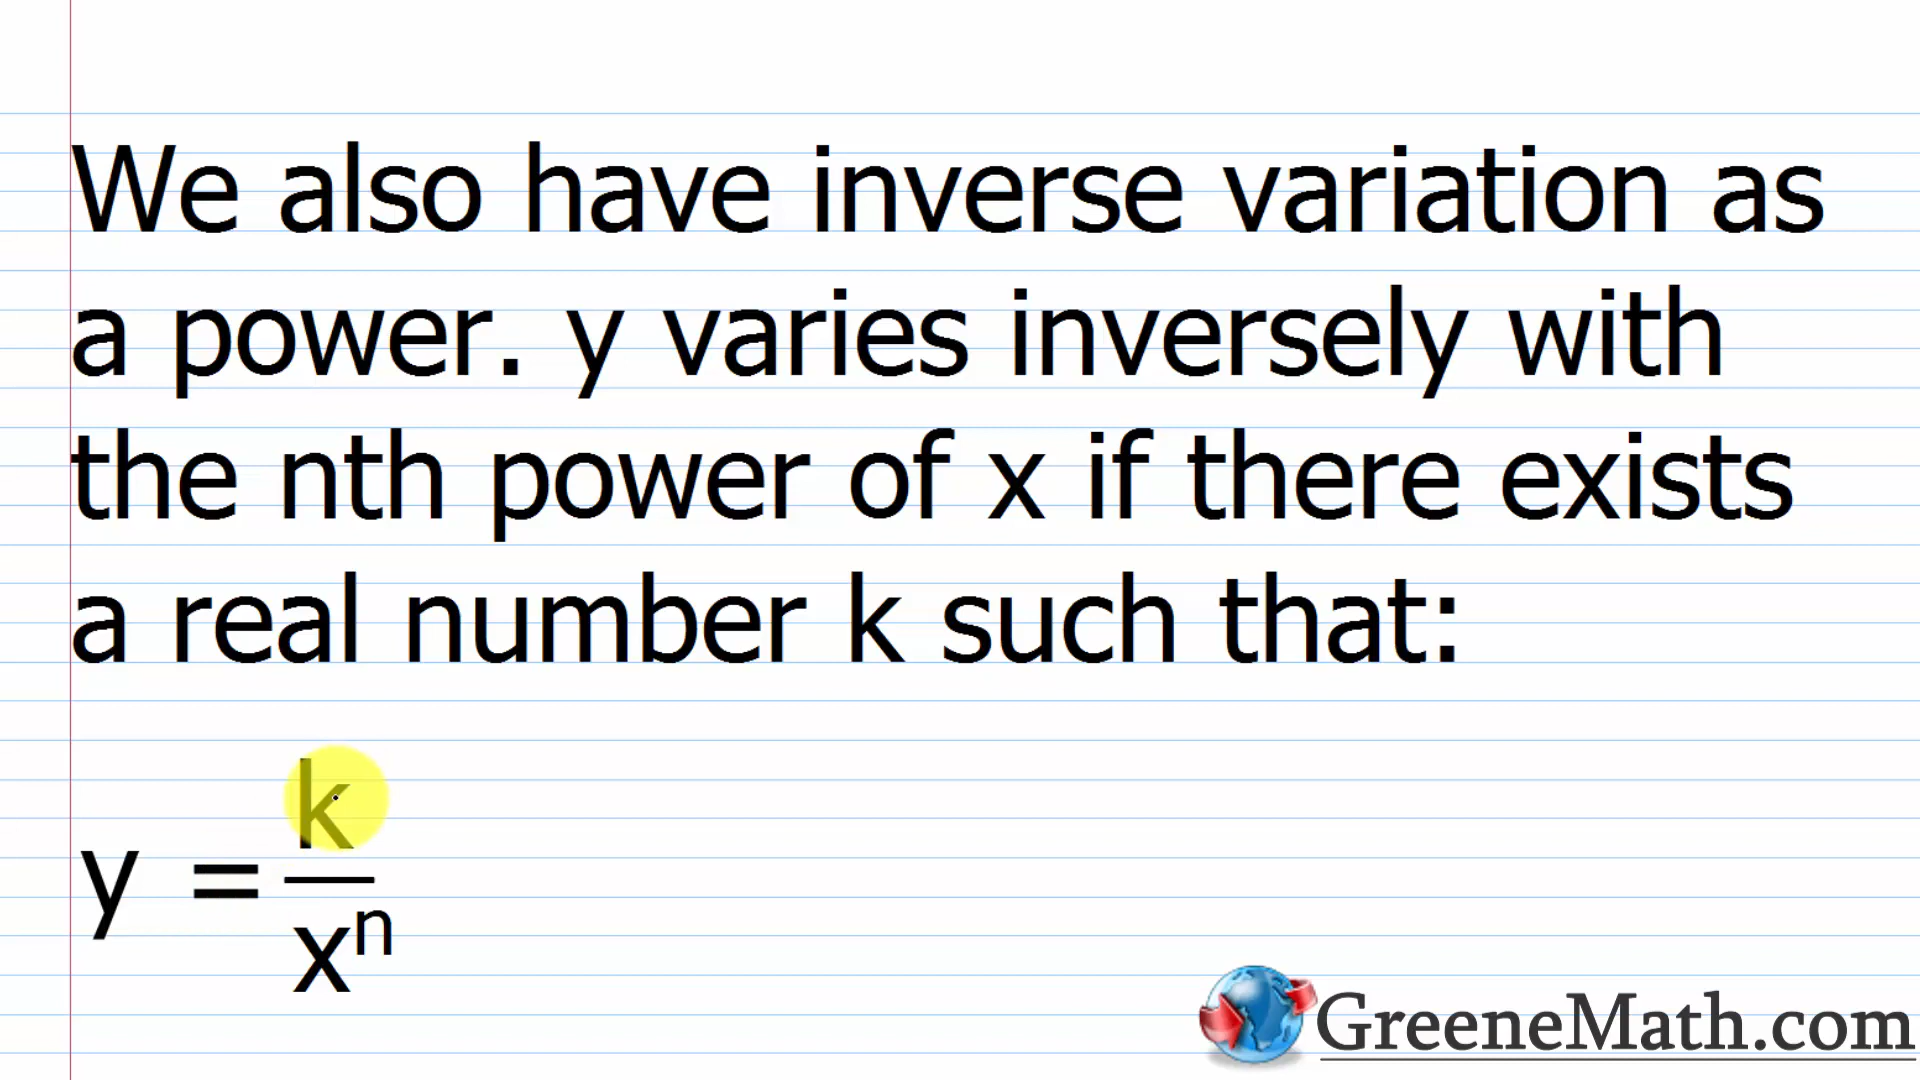 We also have inverse variation as
a power. y varies inversely with
the nth power of x if there exists
a real number k such that:
y = k/xⁿ
GreeneMath.com